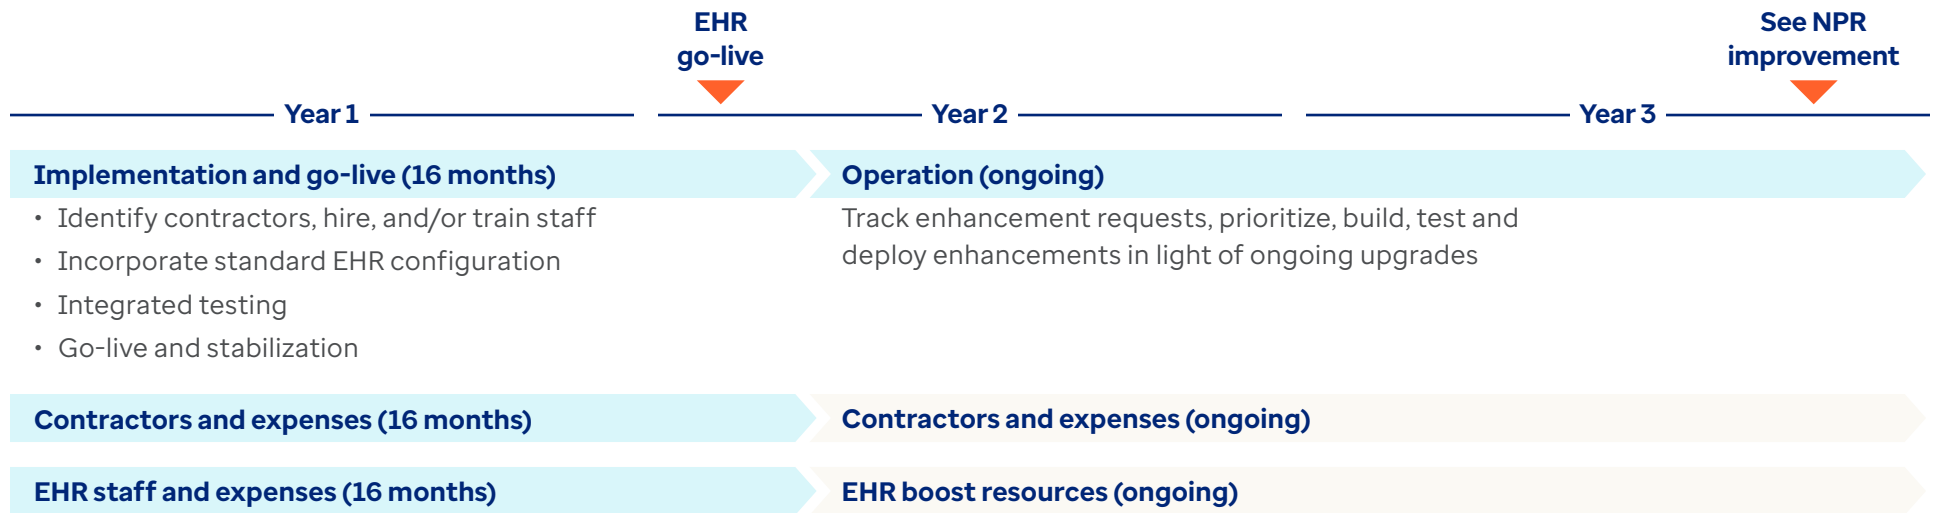 EHR
go-live
See NPR
improvement
Year 1
Year 2
Year 3
Implementation and go-live (16 months)
• Identify contractors, hire, and/or train staff
• Incorporate standard EHR configuration
• Integrated testing
• Go-live and stabilization
Operation (ongoing)
Track enhancement requests, prioritize, build, test and
deploy enhancements in light of ongoing upgrades
Contractors and expenses (16 months)
Contractors and expenses (ongoing)
EHR staff and expenses (16 months)
EHR boost resources (ongoing)